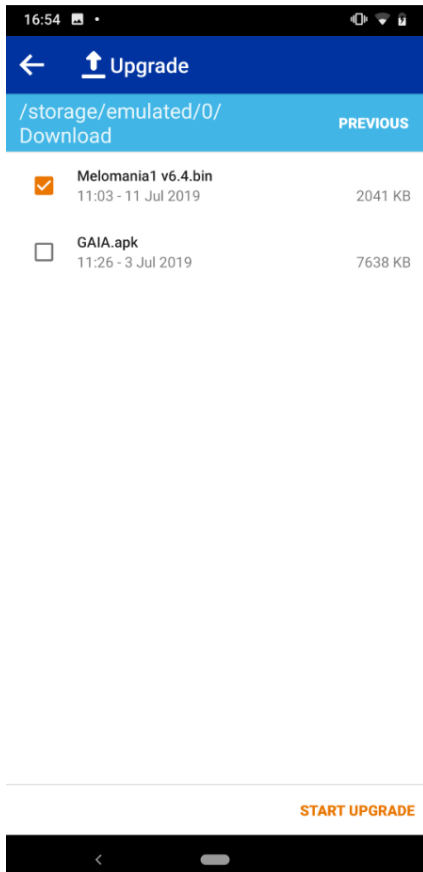 16:54
Upgrade
/storage/emulated/0/
Download
PREVIOUS
Melomania1 v6.4.bin
11:03 - 11 Jul 2019
2041 KB
GAIA.apk
11:26 - 3 Jul 2019
7638 KB
START UPGRADE